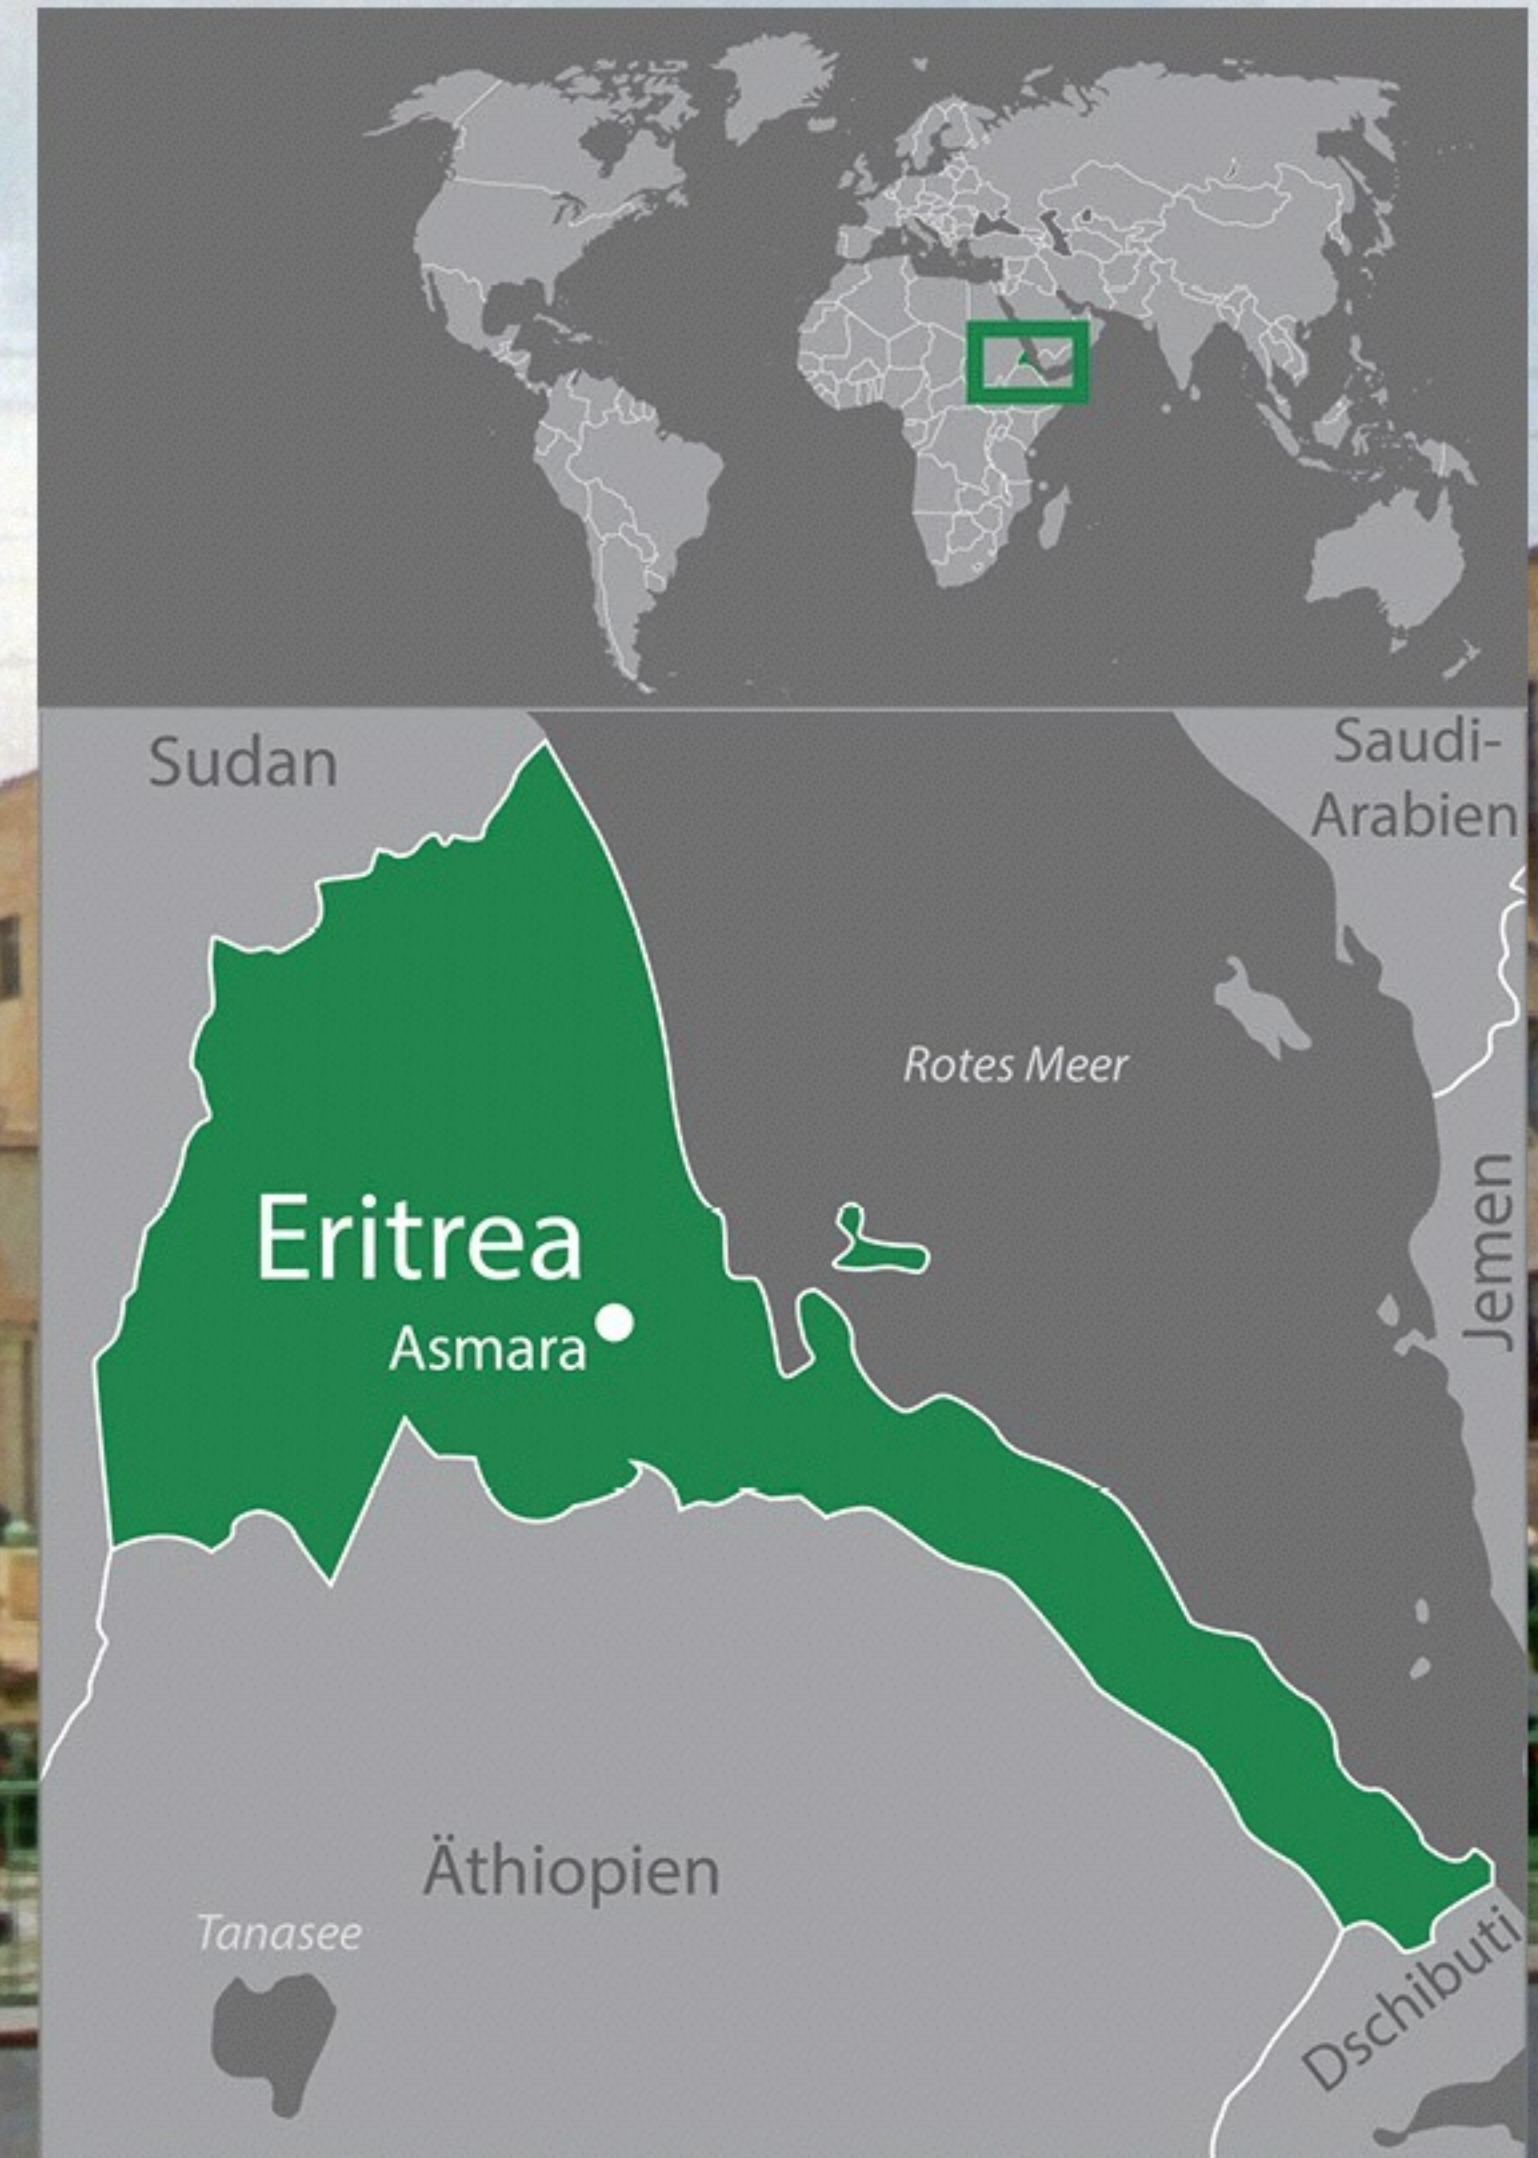 Sudan
Saudi-
Arabien
Rotes Meer
Jemen
Eritrea
Asmara
Äthiopien
Tanasee
Dschibuti